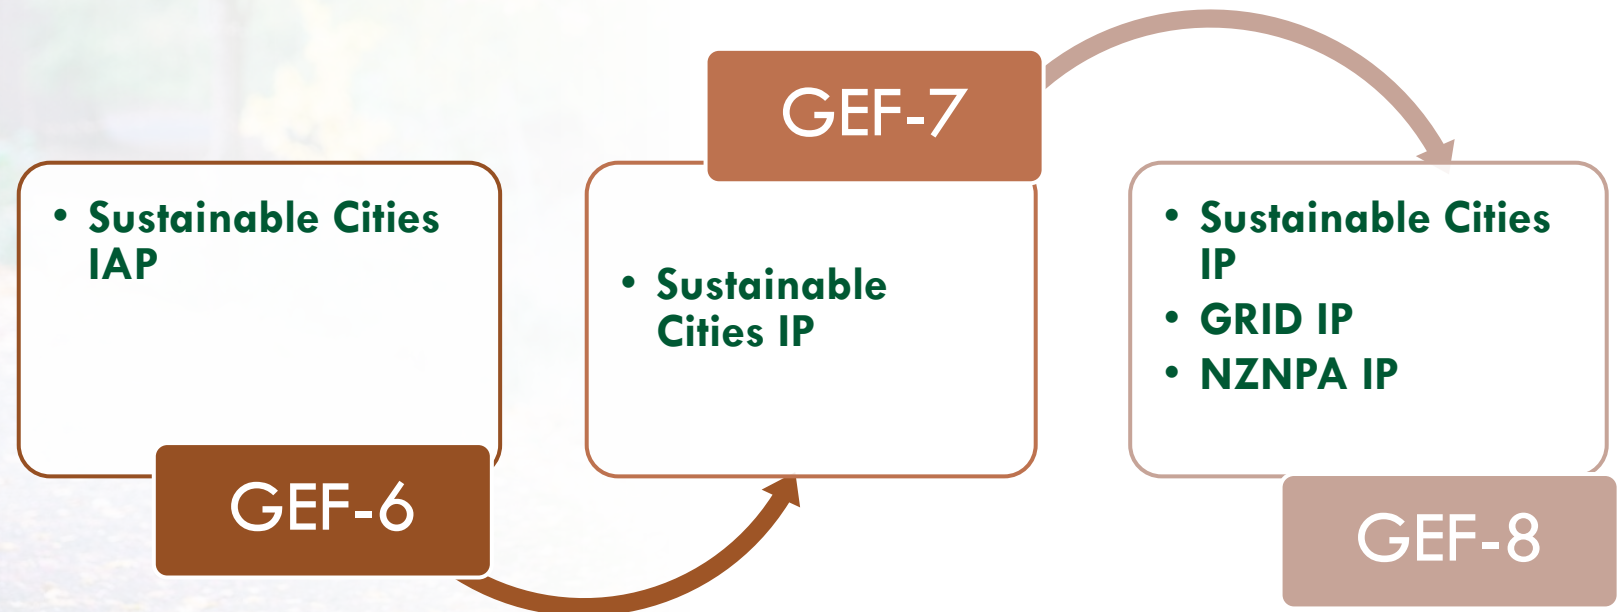 • Sustainable Cities
IAP
GEF-6
GEF-7
• Sustainable
Cities IP
• Sustainable Cities
IP
• GRID IP
• NZNPA IP
GEF-8